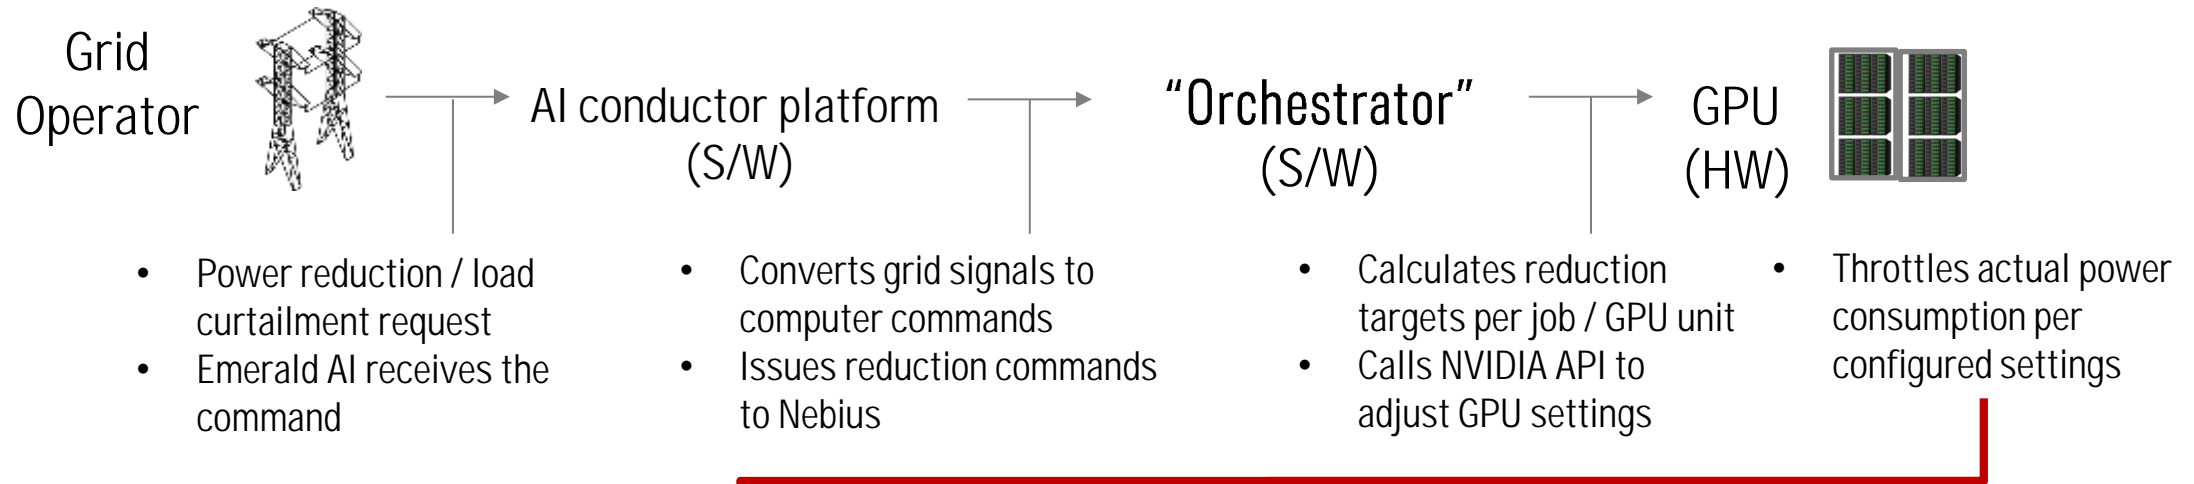 Grid
Operator
AI conductor platform
(S/W)
“Orchestrator”
(S/W)
GPU
(HW)
• Power reduction / load
curtailment request
• Emerald AI receives the
command
• Converts grid signals to
computer commands
• Issues reduction commands
to Nebius
• Calculates reduction
targets per job / GPU unit
• Calls NVIDIA API to
adjust GPU settings
• Throttles actual power
consumption per
configured settings